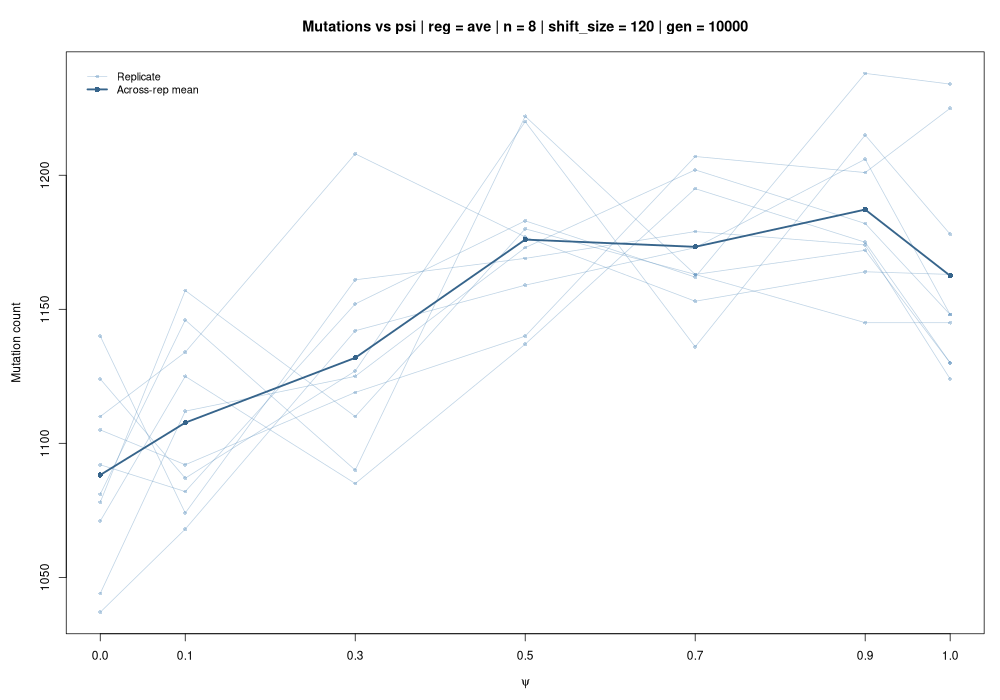 Mutations vs psi | reg = ave | n = 8 | shift_size = 120 | gen = 10000
Replicate
Across-rep mean
Mutation count
1200
1150
1100
1050
0.0 0.1 0.3 0.5 0.7 0.9 1.0
ψ